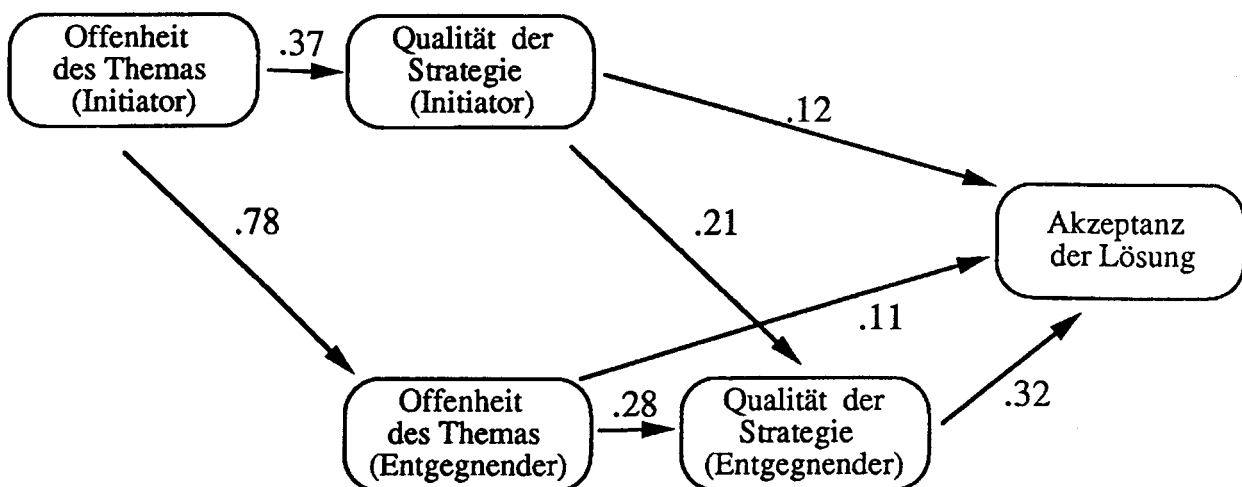 Offenheit
des Themas
(Initiator)
.37
Qualität der
Strategie
(Initiator)
.12
.78
.21
Akzeptanz
der Lösung
.11
Offenheit
des Themas
(Entgegnender)
.28
Qualität der
Strategie
(Entgegnender)
.32